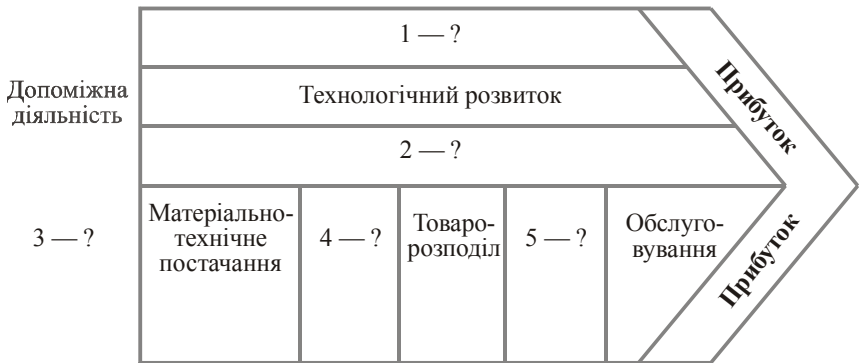 1 — ?
Допоміжна
діяльність
Технологічний розвиток
2 — ?
Прибуток
3 — ?
Матеріально-
технічне
постачання
4 — ?
Товаро-
розподіл
5 — ?
Обслуго-
вування
Прибуток